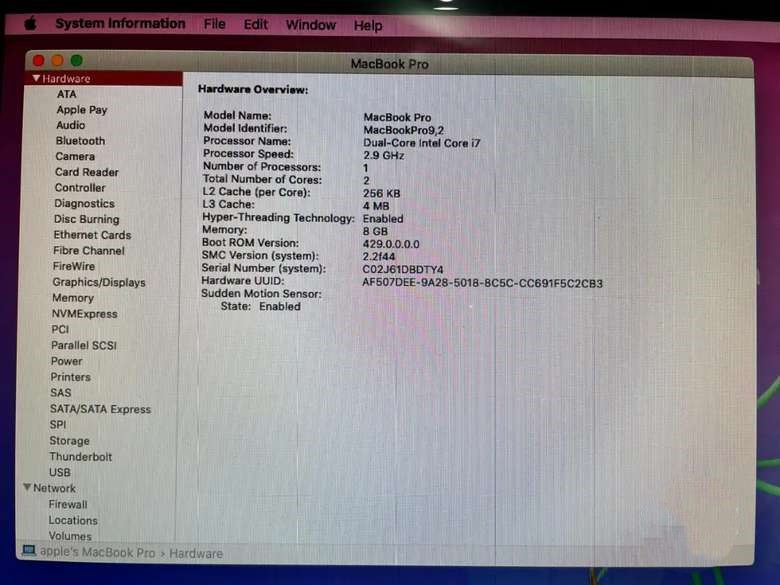 System Information File Edit Window Help
MacBook Pro
Hardware
ATA
Apple Pay
Audio
Bluetooth
Camera
Card Reader
Controller
Diagnostics
Disc Burning
Ethernet Cards
Fibre Channel
FireWire
Graphics/Displays
Memory
NVMExpress
PCI
Parallel SCSI
Power
Printers
SAS
SATA/SATA Express
SPI
Storage
Thunderbolt
USB
Network
Firewall
Locations
Volumes
Hardware Overview:
Model Name: MacBook Pro
Model Identifier: MacBookPro9,2
Processor Name: Dual-Core Intel Core i7
Processor Speed: 2.9 GHz
Number of Processors: 1
Total Number of Cores: 2
L2 Cache (per Core): 256 KB
L3 Cache: 4 MB
Hyper-Threading Technology: Enabled
Memory: 8 GB
Boot ROM Version: 429.0.0.0.0
SMC Version (system): 2.2f44
Serial Number (system): C02J61DBDTY4
Hardware UUID: AF507DEE-9A28-5018-8C5C-CC691F5C2CB3
Sudden Motion Sensor:
State: Enabled
apple's MacBook Pro › Hardware